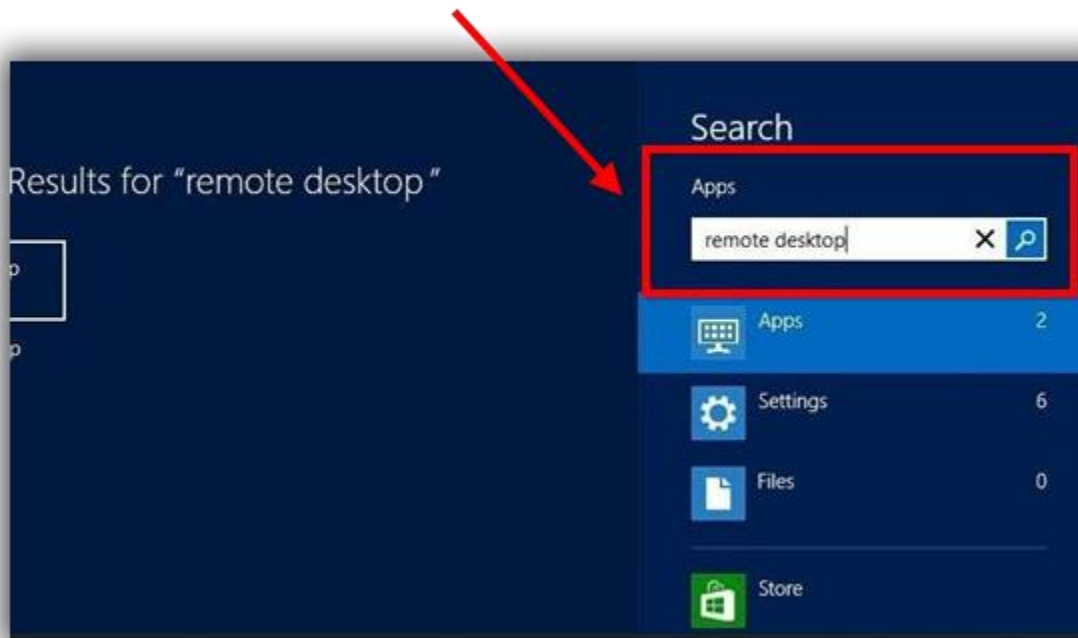 Search
Results for “remote desktop”
Apps
remote desktop
p
p
Apps 2
Settings 6
Files 0
Store